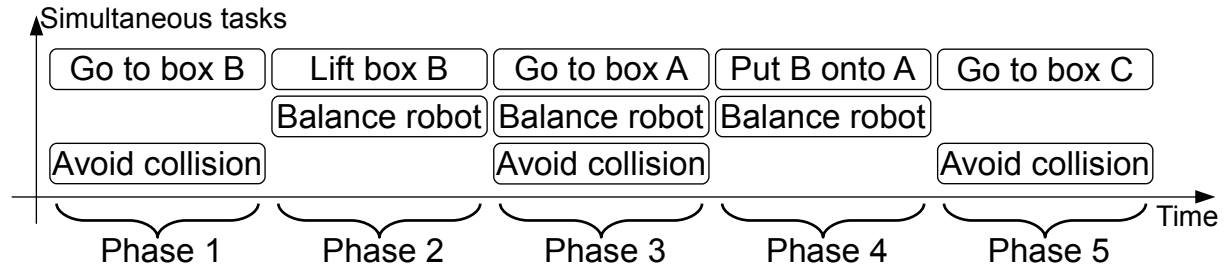 Simultaneous tasks
Go to box B Lift box B Go to box A Put B onto A Go to box C
Balance robot Balance robot Balance robot
Avoid collision Avoid collision Avoid collision
Time
Phase 1 Phase 2 Phase 3 Phase 4 Phase 5